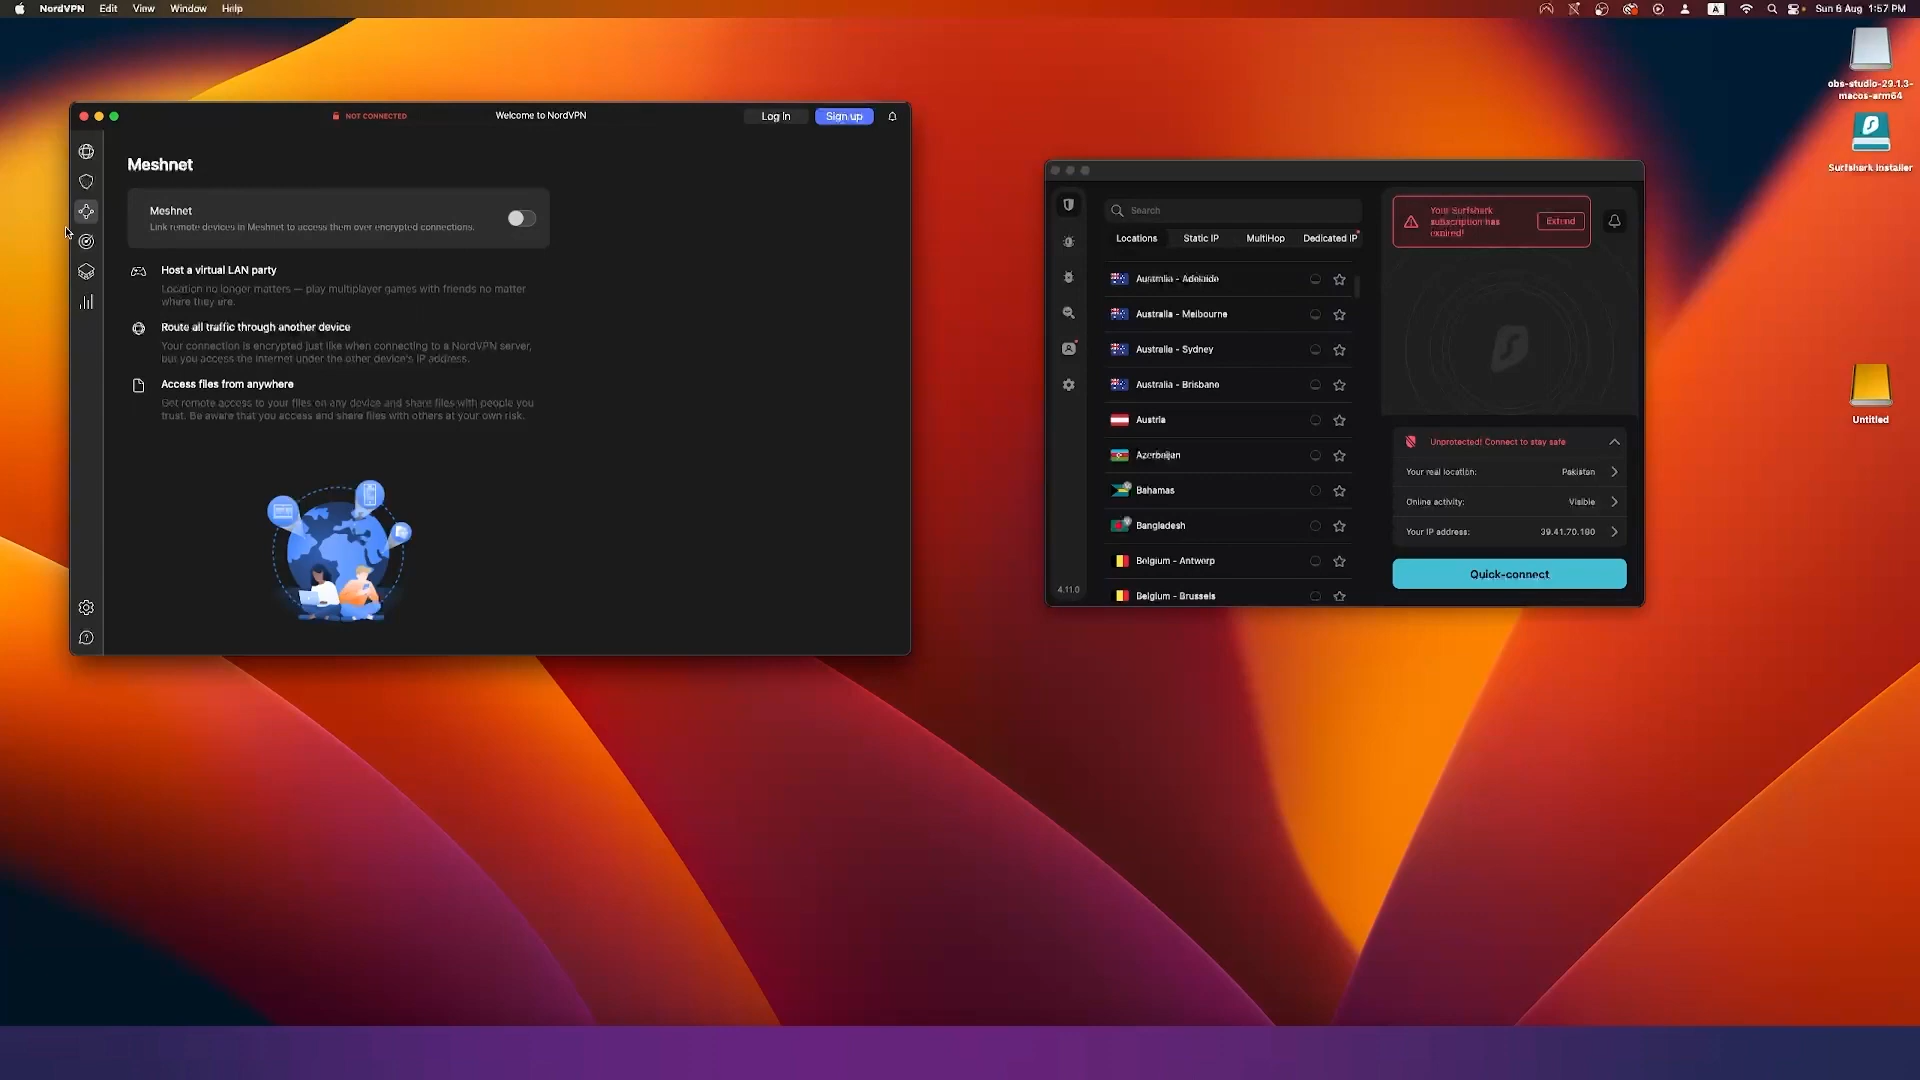 NordVPN Edit View Window Help
A
Sun 6 Aug 1:57 PM
obs-studio-29.1.3-
macos-arm64
Surfshark Installer
Untitled
NOT CONNECTED
Welcome to NordVPN
Log In
Sign up
Meshnet
Meshnet
Link remote devices in Meshnet to access them over encrypted connections.
Host a virtual LAN party
Location no longer matters — play multiplayer games with friends no matter
where they are.
Route all traffic through another device
Your connection is encrypted just like when connecting to a NordVPN server,
but you access the internet under the other device's IP address.
Access files from anywhere
Get remote access to your files on any device and share files with people you
trust. Be aware that you access and share files with others at your own risk.
Search
Locations Static IP MultiHop Dedicated IP
Australia - Adelaide
Australia - Melbourne
Australia - Sydney
Australia - Brisbane
Austria
Azerbaijan
Bahamas
Bangladesh
Belgium - Antwerp
Belgium - Brussels
4.11.0
Your Surfshark
subscription has
expired!
Extend
Unprotected! Connect to stay safe
Your real location: Pakistan
Online activity: Visible
Your IP address: 39.41.70.180
Quick-connect